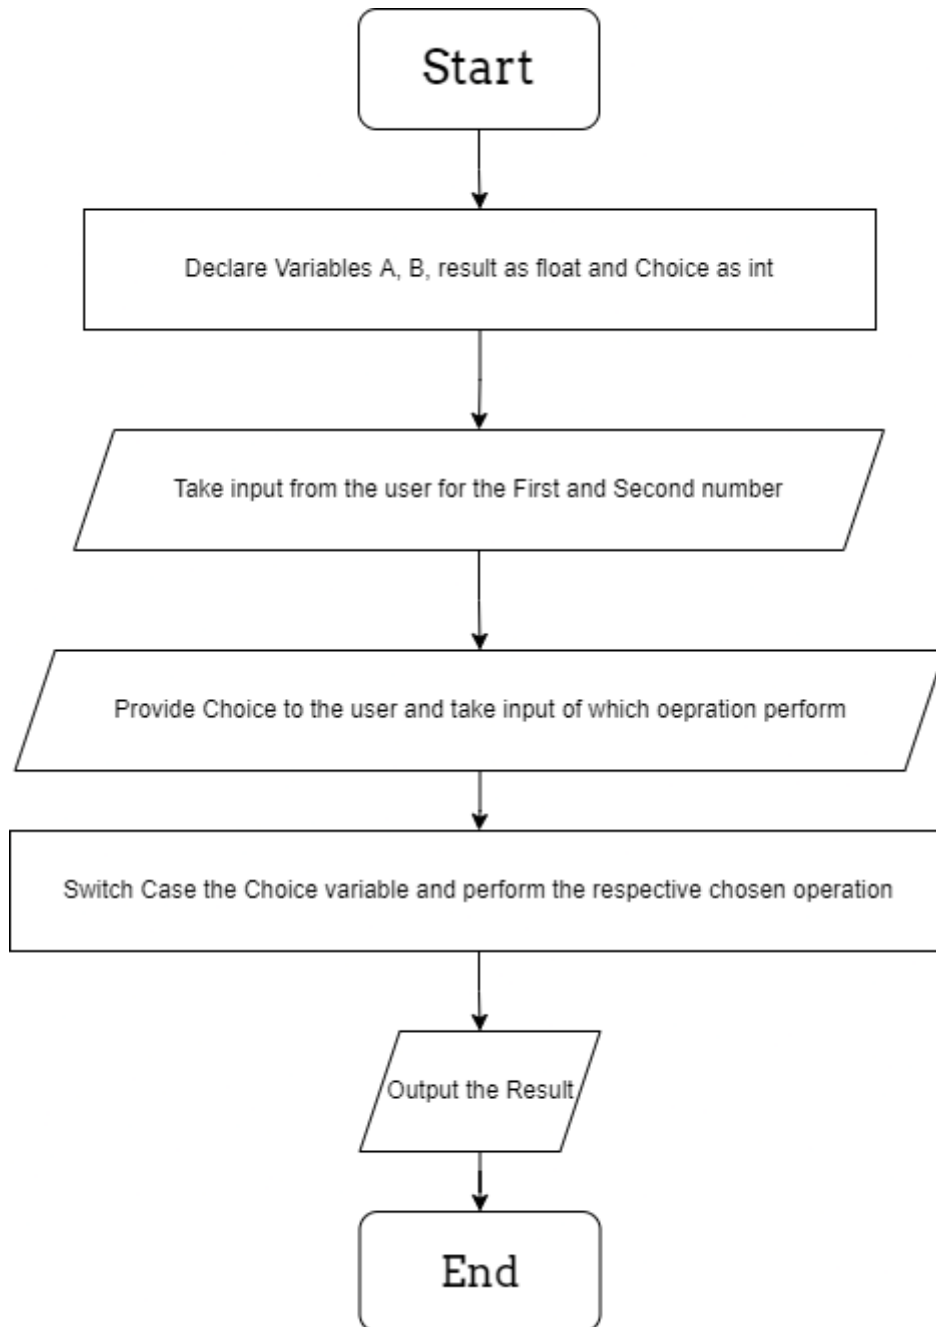 Start
Declare Variables A, B, result as float and Choice as int
Take input from the user for the First and Second number
Provide Choice to the user and take input of which oepration perform
Switch Case the Choice variable and perform the respective chosen operation
Output the Result
End